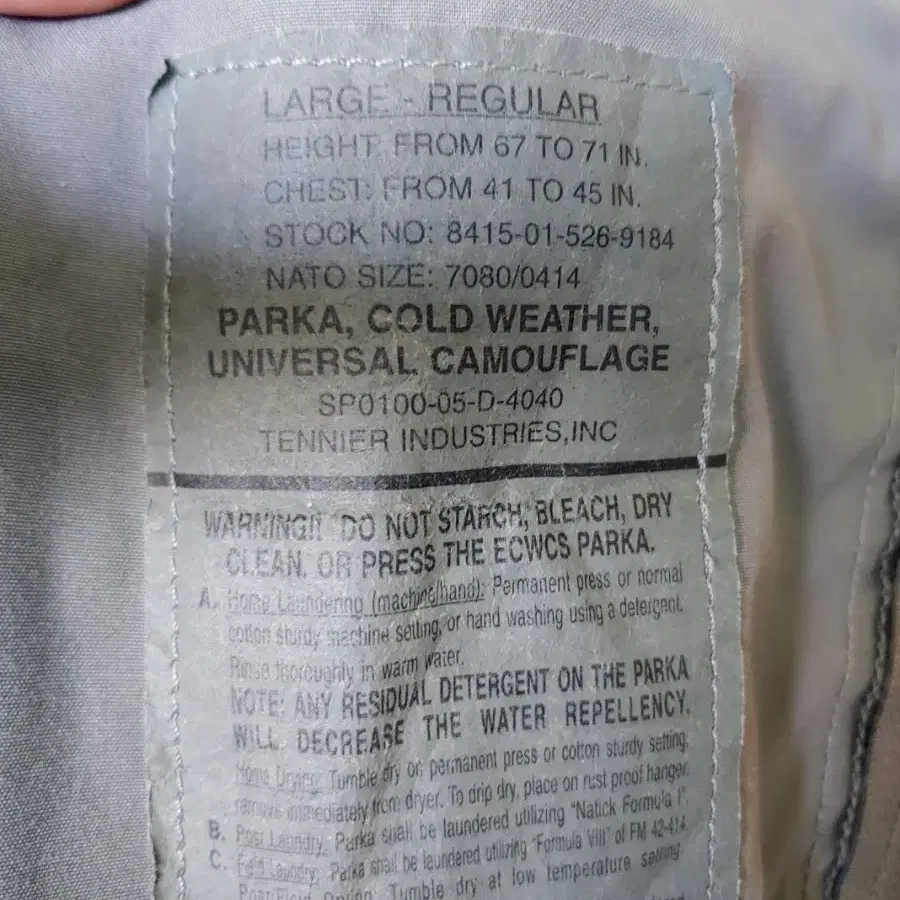 LARGE - REGULAR
HEIGHT: FROM 67 TO 71 IN.
CHEST: FROM 41 TO 45 IN.
STOCK NO: 8415-01-526-9184
NATO SIZE: 7080/0414
PARKA, COLD WEATHER,
UNIVERSAL CAMOUFLAGE
SP0100-05-D-4040
TENNIER INDUSTRIES,INC
WARNING!! DO NOT STARCH, BLEACH, DRY
CLEAN, OR PRESS THE ECWCS PARKA.
A. Home Laundering (machine/hand): Permanent press or normal
cotton sturdy machine setting, or hand washing using a detergent.
Rinse thoroughly in warm water.
NOTE: ANY RESIDUAL DETERGENT ON THE PARKA
WILL DECREASE THE WATER REPELLENCY.
Home Drying: Tumble dry on permanent press or cotton sturdy setting,
remove immediately from dryer. To drip dry, place on rust proof hanger.
B. Post Laundry: Parka shall be laundered utilizing "Natick Formula I".
C. Field Laundry: Parka shall be laundered utilizing "Formula VIII" of FM 42-414.
Post/Field Drying: Tumble dry at low temperature setting